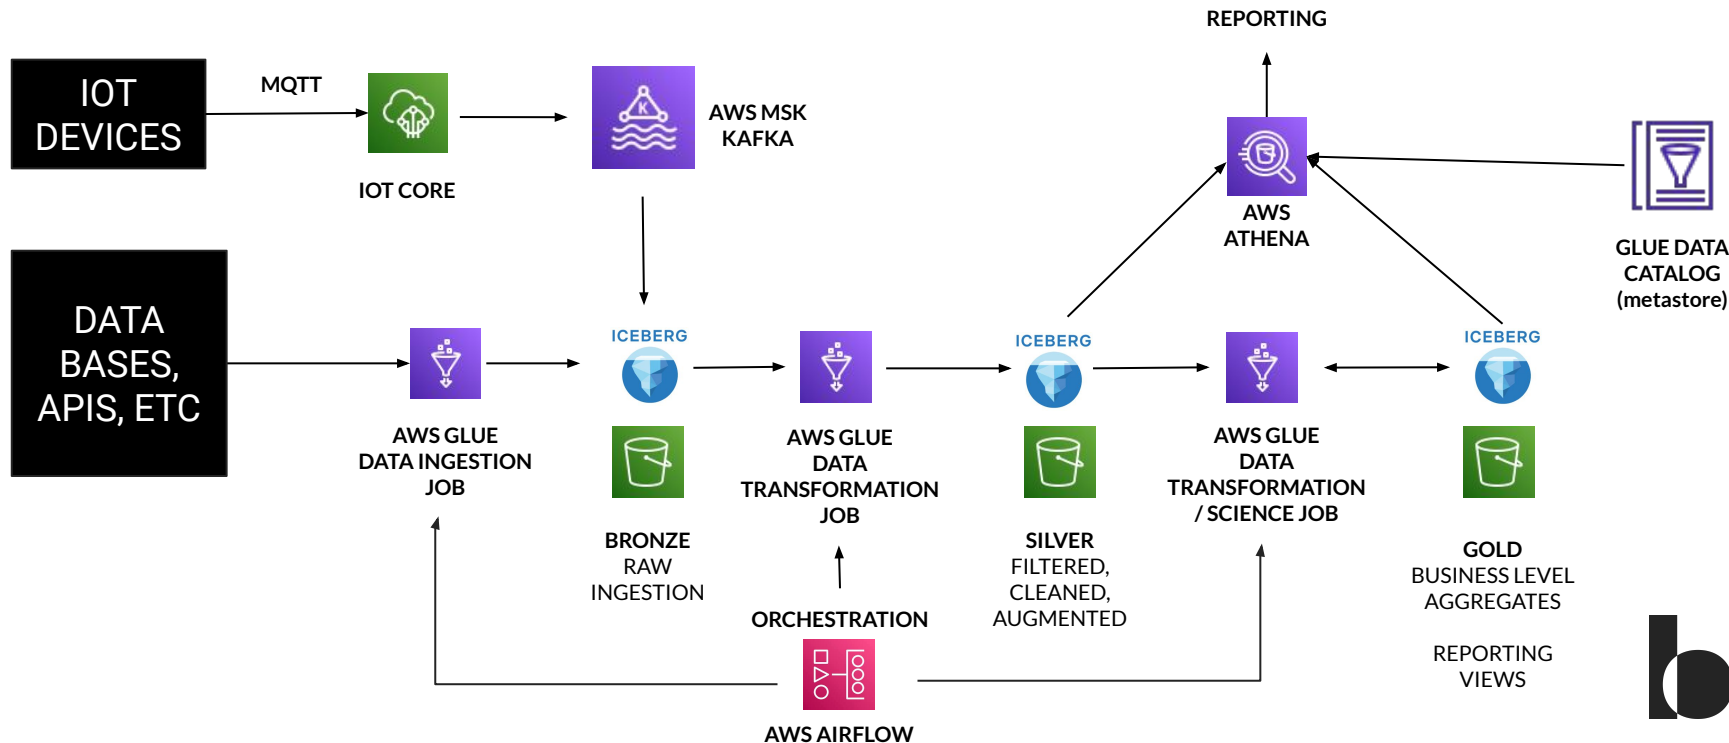 REPORTING
IOT
DEVICES
MQTT
IOT CORE
K
AWS MSK
KAFKA
AWS
ATHENA
GLUE DATA
CATALOG
(metastore)
DATA
BASES,
APIS, ETC
AWS GLUE
DATA INGESTION
JOB
ICEBERG
BRONZE
RAW
INGESTION
AWS GLUE
DATA
TRANSFORMATION
JOB
ICEBERG
SILVER
FILTERED,
CLEANED,
AUGMENTED
AWS GLUE
DATA
TRANSFORMATION
/ SCIENCE JOB
ICEBERG
GOLD
BUSINESS LEVEL
AGGREGATES
REPORTING
VIEWS
ORCHESTRATION
AWS AIRFLOW
b